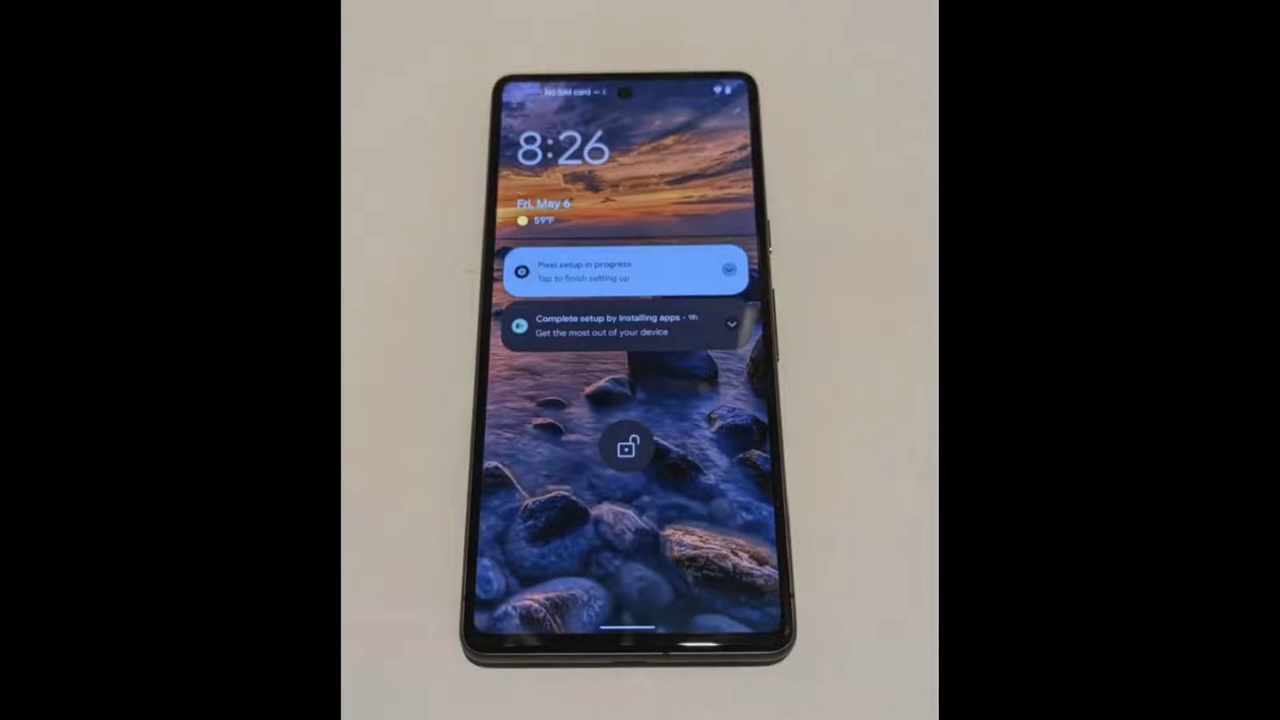 No SIM card —
8:26
Fri, May 6
59°F
Pixel setup in progress
Tap to finish setting up
Complete setup by installing apps • 9h
Get the most out of your device